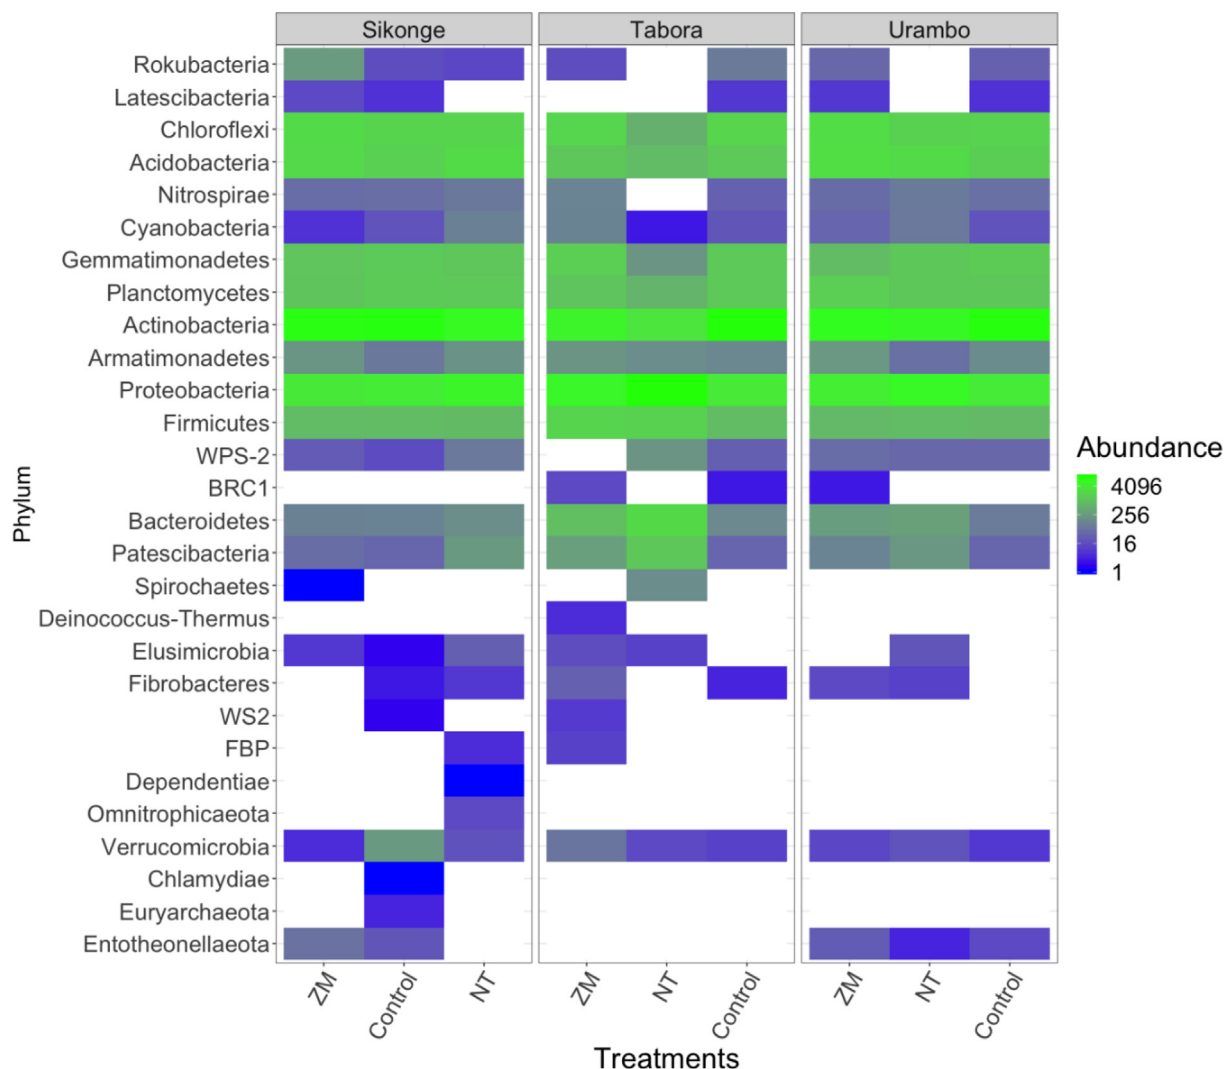 Sikonge
Tabora
Urambo
Rokubacteria
Latescibacteria
Chloroflexi
Acidobacteria
Nitrospirae
Cyanobacteria
Gemmatimonadetes
Planctomycetes
Actinobacteria
Armatimonadetes
Proteobacteria
Firmicutes
WPS-2
BRC1
Bacteroidetes
Patescibacteria
Spirochaetes
Deinococcus-Thermus
Elusimicrobia
Fibrobacteres
WS2
FBP
Dependentiae
Omnitrophicaeota
Verrucomicrobia
Chlamydiae
Euryarchaeota
Entotheonellaeota
Phylum
ZM
Control
NT
ZM
NT
Control
ZM
NT
Control
Treatments
Abundance
4096
256
16
1